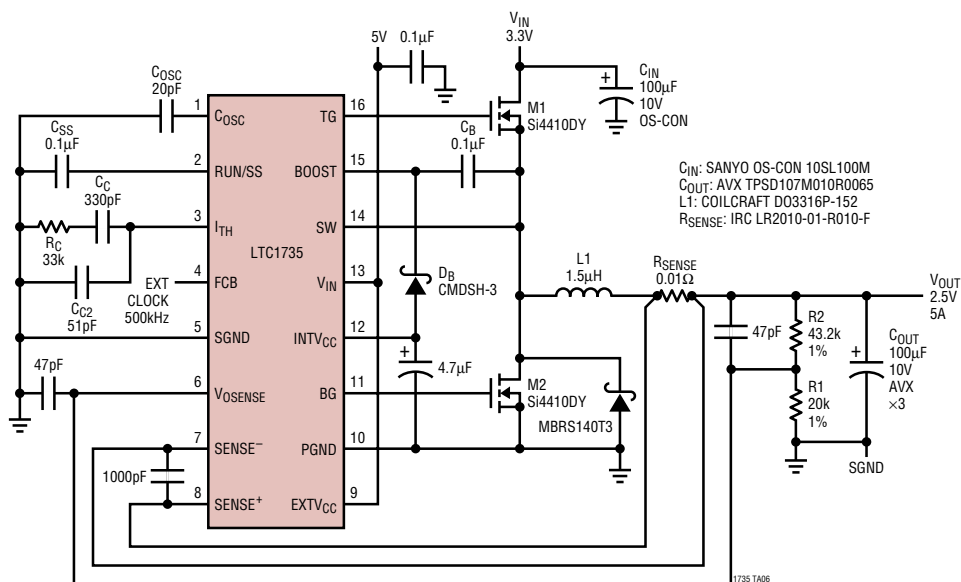 V_IN
3.3V
5V
0.1µF
C_OSC
20pF
C_IN
100µF
10V
OS-CON
M1
Si4410DY
1
C_OSC
TG
16
C_SS
0.1µF
C_B
0.1µF
2
RUN/SS
BOOST
15
C_IN: SANYO OS-CON 10SL100M
C_OUT: AVX TPSD107M010R0065
L1: COILCRAFT DO3316P-152
R_SENSE: IRC LR2010-01-R010-F
C_C
330pF
3
I_TH
SW
14
R_C
33k
LTC1735
4
FCB
V_IN
13
EXT
CLOCK
500kHz
D_B
CMDSH-3
L1
1.5µH
R_SENSE
0.01Ω
V_OUT
2.5V
5A
C_C2
51pF
5
SGND
INTV_CC
12
47pF
R2
43.2k
1%
C_OUT
100µF
10V
AVX
×3
47pF
4.7µF
6
V_OSENSE
BG
11
M2
Si4410DY
R1
20k
1%
MBRS140T3
7
SENSE⁻
PGND
10
SGND
1000pF
8
SENSE⁺
EXTV_CC
9
1735 TA06